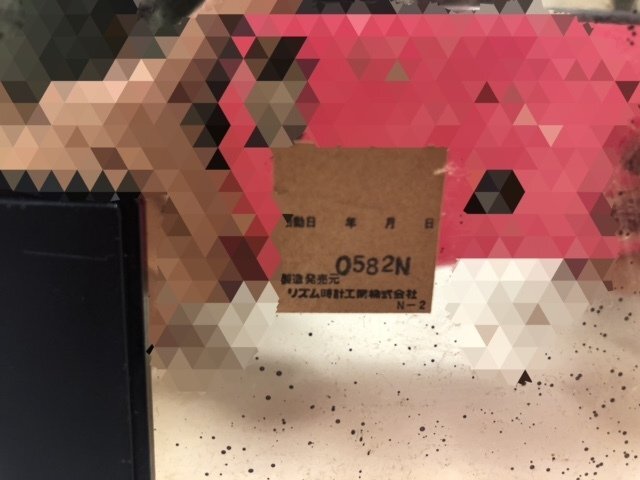 動日 年 月 日
0582N
製造発売元
リズム時計工業株式会社
N-2